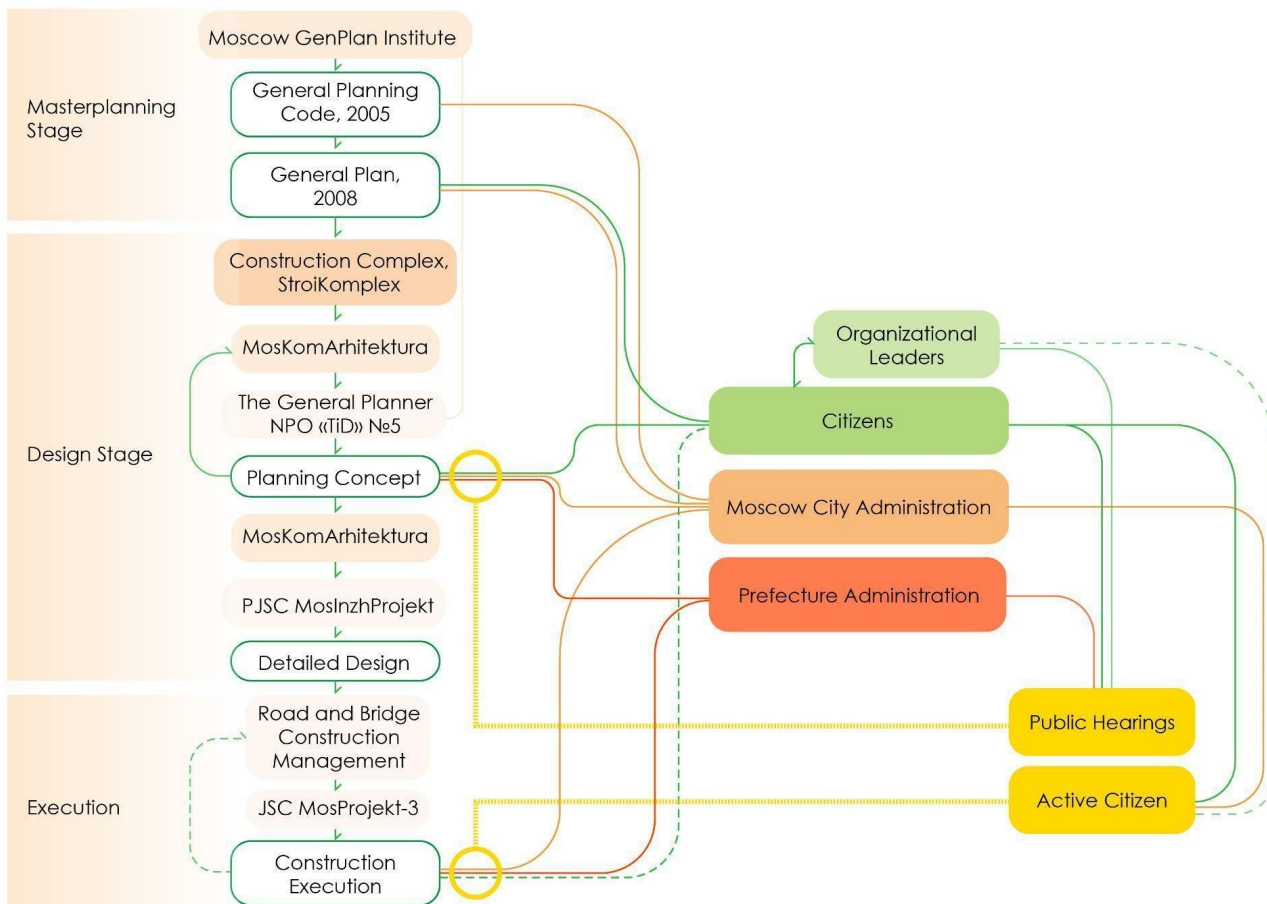 Masterplanning
Stage
Moscow GenPlan Institute
General Planning
Code, 2005
General Plan,
2008
Design Stage
Construction Complex,
StroiKomplex
MosKomArhitektura
The General Planner
NPO «TiD» №5
Planning Concept
MosKomArhitektura
PJSC MosInzhProjekt
Detailed Design
Execution
Road and Bridge
Construction
Management
JSC MosProjekt-3
Construction
Execution
Organizational
Leaders
Citizens
Moscow City Administration
Prefecture Administration
Public Hearings
Active Citizen